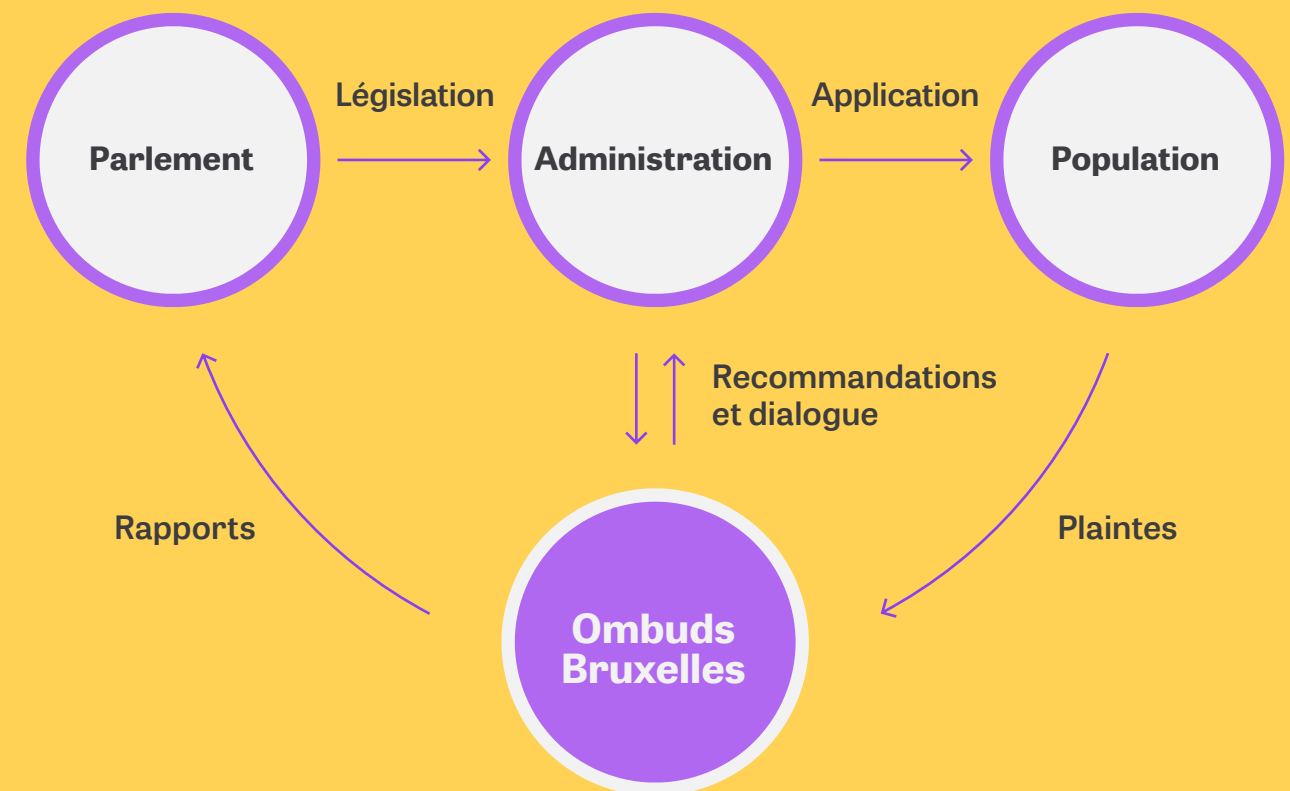 Législation
Application
Parlement
Administration
Population
Recommandations
et dialogue
Rapports
Plaintes
Ombuds
Bruxelles